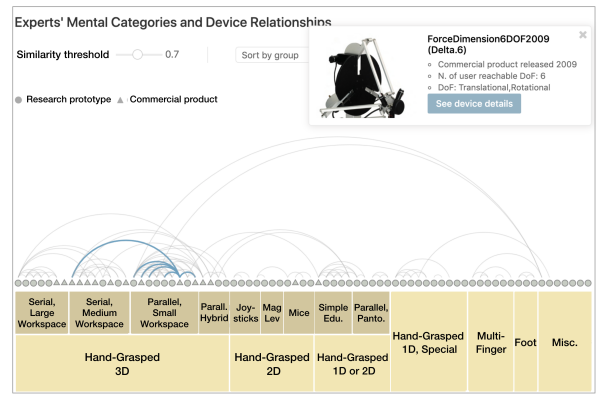 Experts' Mental Categories and Device Relationships
Similarity threshold 0.7 Sort by group
Research prototype Commercial product
ForceDimension6DOF2009
(Delta.6)
Commercial product released 2009
N. of user reachable DoF: 6
DoF: Translational,Rotational
See device details
Serial,
Large
Workspace
Serial,
Medium
Workspace
Parallel,
Small
Workspace
Parall.
Hybrid
Joy-
sticks
Mag
Lev
Mice
Simple
Edu.
Parallel,
Panto.
Hand-Grasped
3D
Hand-Grasped
2D
Hand-Grasped
1D or 2D
Hand-Grasped
1D, Special
Multi-
Finger
Foot
Misc.